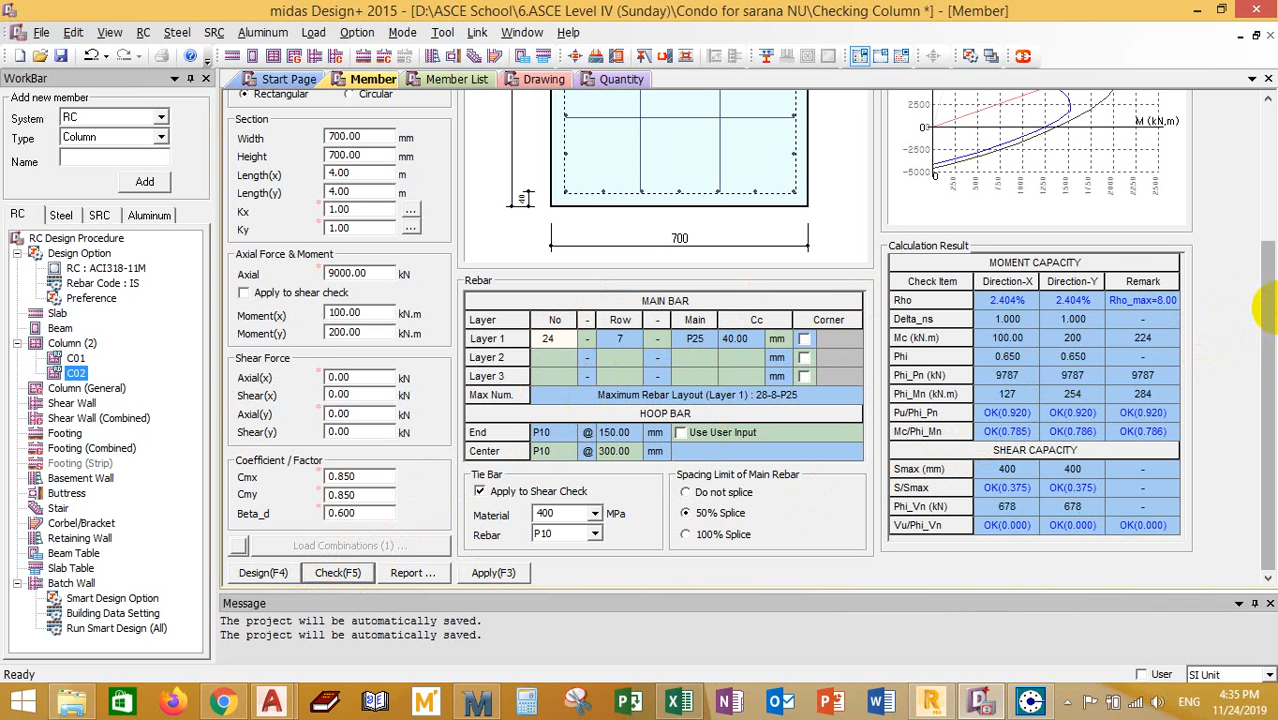 midas Design+ 2015 - [D:\ASCE School\6.ASCE Level IV (Sunday)\Condo for sarana NU\Checking Column *] - [Member]
File Edit View RC Steel SRC Aluminum Load Option Mode Tool Link Window Help
WorkBar
Start Page Member Member List Drawing Quantity
Add new member
System RC
Type Column
Name
Add
RC Steel SRC Aluminum
RC Design Procedure
Design Option
RC : ACI318-11M
Rebar Code : IS
Preference
Slab
Beam
Column (2)
C01
C02
Column (General)
Shear Wall
Shear Wall (Combined)
Footing
Footing (Combined)
Footing (Strip)
Basement Wall
Buttress
Stair
Corbel/Bracket
Retaining Wall
Beam Table
Slab Table
Batch Wall
Smart Design Option
Building Data Setting
Run Smart Design (All)
Rectangular Circular
Section
Width 700.00 mm
Height 700.00 mm
Length(x) 4.00 m
Length(y) 4.00 m
Kx 1.00 ...
Ky 1.00 ...
Axial Force & Moment
Axial 9000.00 kN
Apply to shear check
Moment(x) 100.00 kN.m
Moment(y) 200.00 kN.m
Shear Force
Axial(x) 0.00 kN
Shear(x) 0.00 kN
Axial(y) 0.00 kN
Shear(y) 0.00 kN
Coefficient / Factor
Cmx 0.850
Cmy 0.850
Beta_d 0.600
Load Combinations (1) ...
Design(F4) Check(F5) Report ... Apply(F3)
40
700
Rebar
MAIN BAR
Layer No - Row - Main Cc Corner
Layer 1 24 - 7 - P25 40.00 mm
Layer 2 - - mm
Layer 3 - - mm
Max Num. Maximum Rebar Layout (Layer 1) : 28-8-P25
HOOP BAR
End P10 @ 150.00 mm Use User Input
Center P10 @ 300.00 mm
Tie Bar
Apply to Shear Check
Material 400 MPa
Rebar P10
Spacing Limit of Main Rebar
Do not splice
50% Splice
100% Splice
2500
0
-2500
-5000
M (kN,m)
0 250 500 750 1000 1250 1500 1750 2000 2250 2500
Calculation Result
MOMENT CAPACITY
Check Item Direction-X Direction-Y Remark
Rho 2.404% 2.404% Rho_max=8.00
Delta_ns 1.000 1.000 -
Mc (kN.m) 100.00 200 224
Phi 0.650 0.650 -
Phi_Pn (kN) 9787 9787 9787
Phi_Mn (kN.m) 127 254 284
Pu/Phi_Pn OK(0.920) OK(0.920) OK(0.920)
Mc/Phi_Mn OK(0.785) OK(0.786) OK(0.786)
SHEAR CAPACITY
Smax (mm) 400 400 -
S/Smax OK(0.375) OK(0.375) -
Phi_Vn (kN) 678 678 -
Vu/Phi_Vn OK(0.000) OK(0.000) -
Message
The project will be automatically saved.
The project will be automatically saved.
Ready
User SI Unit
ENG
4:35 PM
11/24/2019